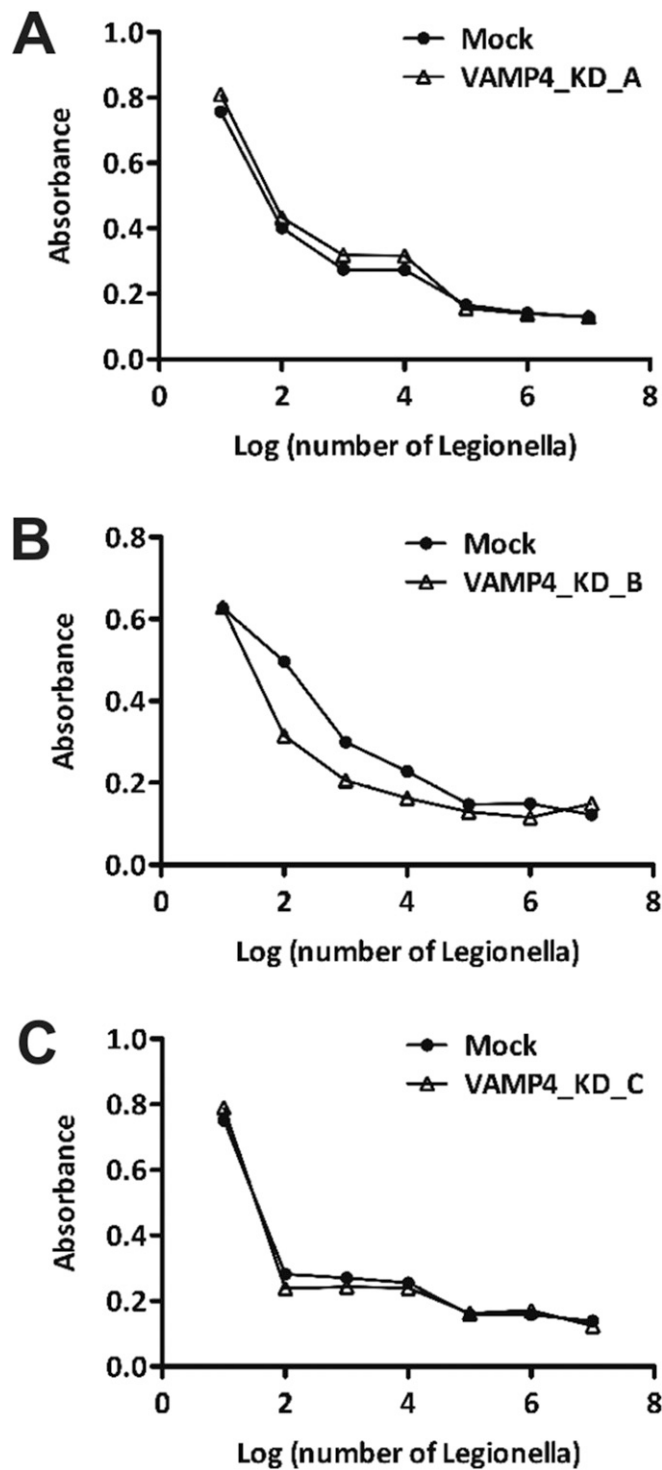 A
1.0
Mock
VAMP4_KD_A
0.8
0.6
0.4
0.2
0.0
Absorbance
0 2 4 6 8
Log (number of Legionella)
B
0.8
Mock
VAMP4_KD_B
0.6
0.4
0.2
0.0
Absorbance
0 2 4 6 8
Log (number of Legionella)
C
1.0
Mock
VAMP4_KD_C
0.8
0.6
0.4
0.2
0.0
Absorbance
0 2 4 6 8
Log (number of Legionella)